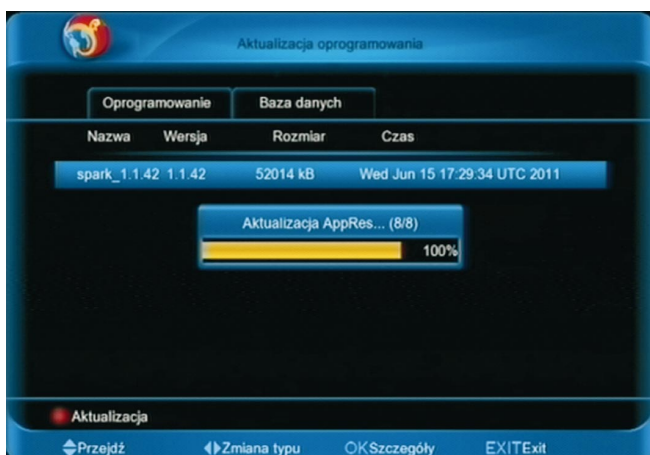 Aktualizacja oprogramowania
Oprogramowanie Baza danych
Nazwa Wersja Rozmiar Czas
spark_1.1.42 1.1.42 52014 kB Wed Jun 15 17:29:34 UTC 2011
Aktualizacja AppRes... (8/8)
100%
Aktualizacja
Przejdź Zmiana typu OKSzczegóły EXITExit